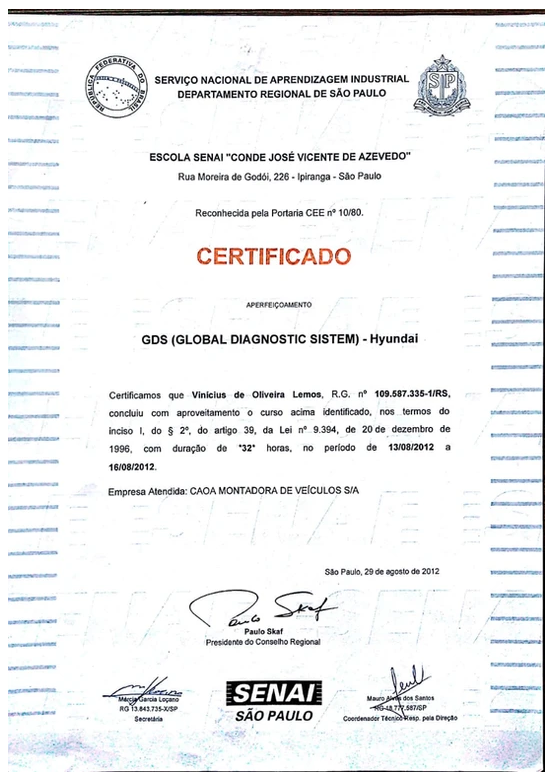 REPÚBLICA FEDERATIVA DO BRASIL
SERVIÇO NACIONAL DE APRENDIZAGEM INDUSTRIAL
DEPARTAMENTO REGIONAL DE SÃO PAULO
SP
ESCOLA SENAI "CONDE JOSÉ VICENTE DE AZEVEDO"
Rua Moreira de Godói, 226 - Ipiranga - São Paulo
Reconhecida pela Portaria CEE nº 10/80.
CERTIFICADO
APERFEIÇOAMENTO
GDS (GLOBAL DIAGNOSTIC SISTEM) - Hyundai
Certificamos que Vinícius de Oliveira Lemos, R.G. nº 109.587.335-1/RS,
concluiu com aproveitamento o curso acima identificado, nos termos do
inciso I, do § 2º, do artigo 39, da Lei nº 9.394, de 20 de dezembro de
1996, com duração de "32" horas, no período de 13/08/2012 a
16/08/2012.
Empresa Atendida: CAOA MONTADORA DE VEÍCULOS S/A
São Paulo, 29 de agosto de 2012
Paulo Skaf
Paulo Skaf
Presidente do Conselho Regional
Márcia Garcia Loçano
RG 13.843.735-X/SP
Secretária
SENAI
SÃO PAULO
Mauro Alves dos Santos
RG 18.777.587/SP
Coordenador Técnico Resp. pela Direção